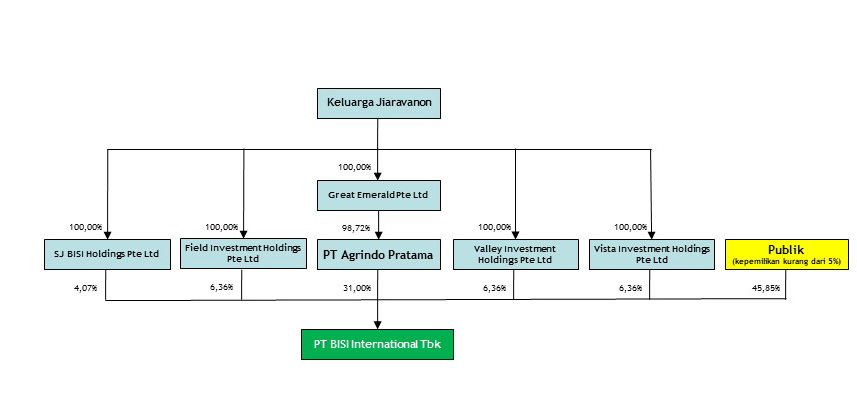 Keluarga Jiaravanon
100,00%
Great Emerald Pte Ltd
100,00%
100,00%
98,72%
100,00%
100,00%
SJ BISI Holdings Pte Ltd
Field Investment Holdings
Pte Ltd
PT Agrindo Pratama
Valley Investment
Holdings Pte Ltd
Vista Investment Holdings
Pte Ltd
Publik
(kepemilikan kurang dari 5%)
4,07%
6,36%
31,00%
6,36%
6,36%
45,85%
PT BISI International Tbk